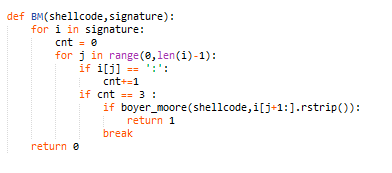 def BM(shellcode,signature):
    for i in signature:
        cnt = 0
        for j in range(0,len(i)-1):
            if i[j] == ':':
                cnt+=1
            if cnt == 3 :
                if boyer_moore(shellcode,i[j+1:].rstrip()):
                    return 1
                break
    return 0